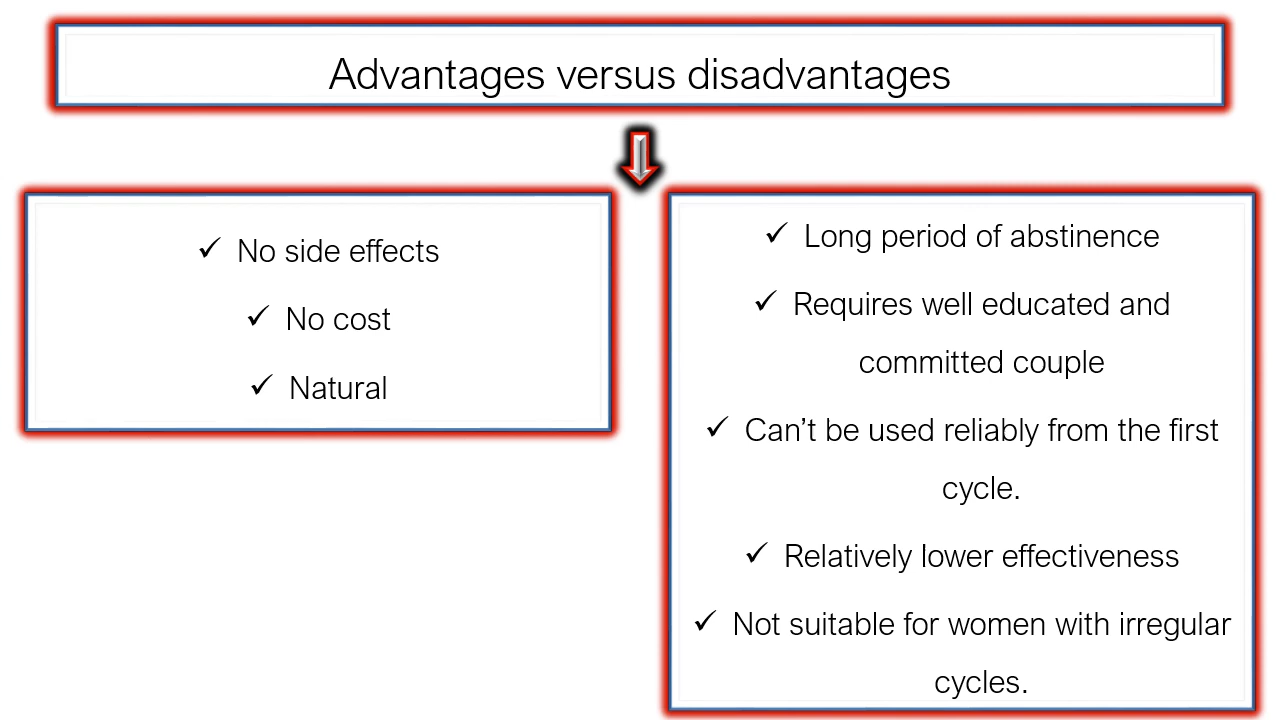 Advantages versus disadvantages
✓ No side effects
✓ No cost
✓ Natural
✓ Long period of abstinence
✓ Requires well educated and
committed couple
✓ Can’t be used reliably from the first
cycle.
✓ Relatively lower effectiveness
✓ Not suitable for women with irregular
cycles.